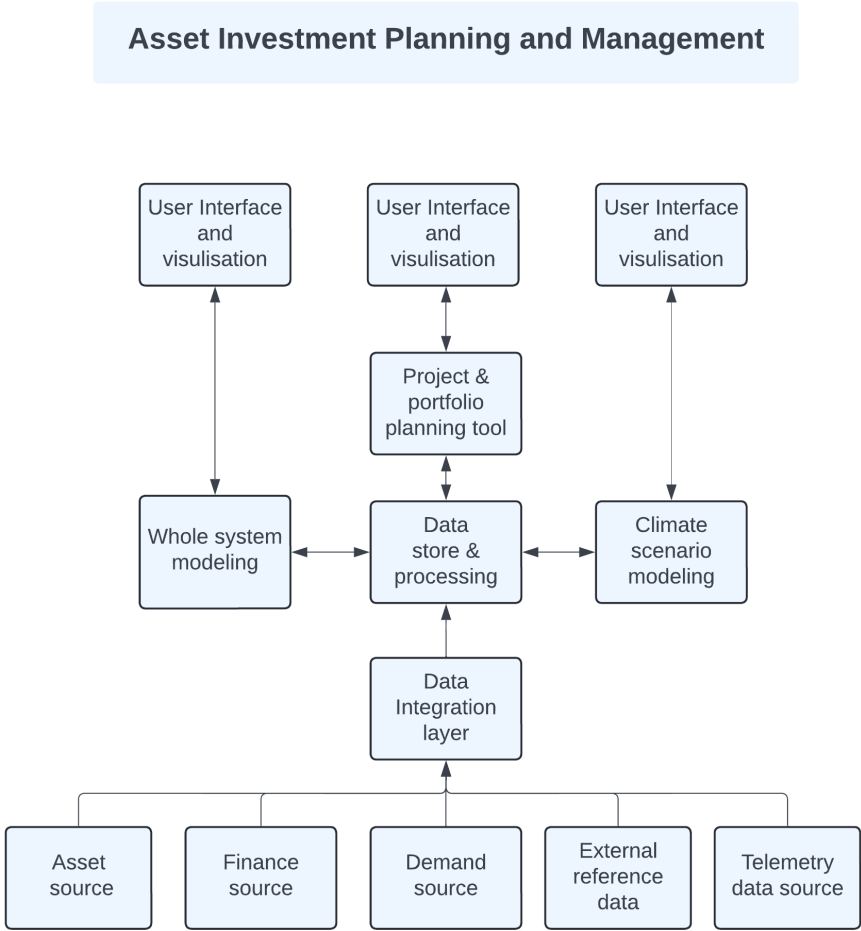 Asset Investment Planning and Management
User Interface
and
visulisation
User Interface
and
visulisation
User Interface
and
visulisation
Project &
portfolio
planning tool
Whole system
modeling
Data
store &
processing
Climate
scenario
modeling
Data
Integration
layer
Asset
source
Finance
source
Demand
source
External
reference
data
Telemetry
data source